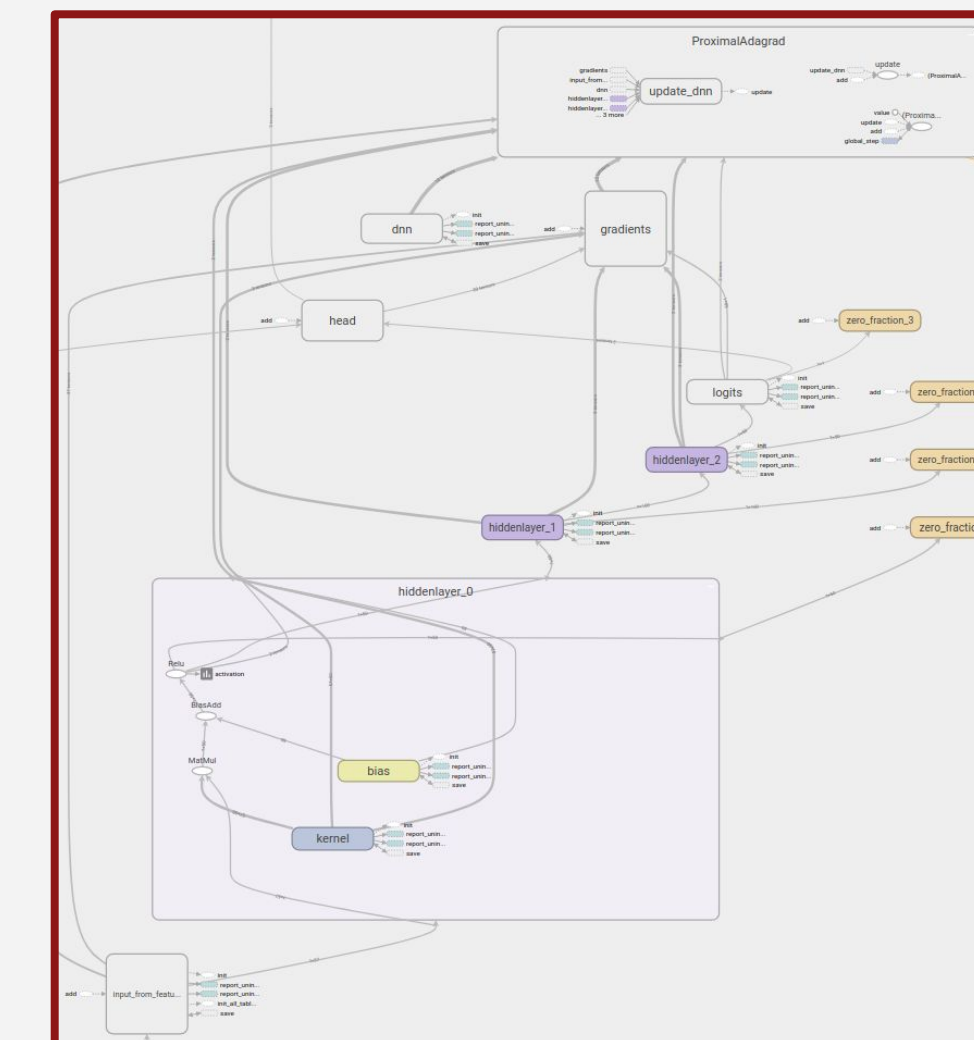 ProximalAdagrad
gradients
input_from...
dnn
hiddenlayer...
hiddenlayer...
... 3 more
update_dnn
update
update_dnn
add
update
(ProximalA...
value
update
add
global_step
(Proxima...
dnn
init
report_unin...
report_unin...
save
add
gradients
add
head
add
zero_fraction_3
logits
init
report_unin...
report_unin...
save
add
zero_fraction
hiddenlayer_2
init
report_unin...
report_unin...
save
add
zero_fraction
hiddenlayer_1
init
report_unin...
report_unin...
save
add
zero_fractio
hiddenlayer_0
Relu
activation
BiasAdd
MatMul
bias
init
report_unin...
report_unin...
save
kernel
init
report_unin...
report_unin...
save
add
input_from_featu...
init
report_unin...
report_unin...
init_all_tabl...
save